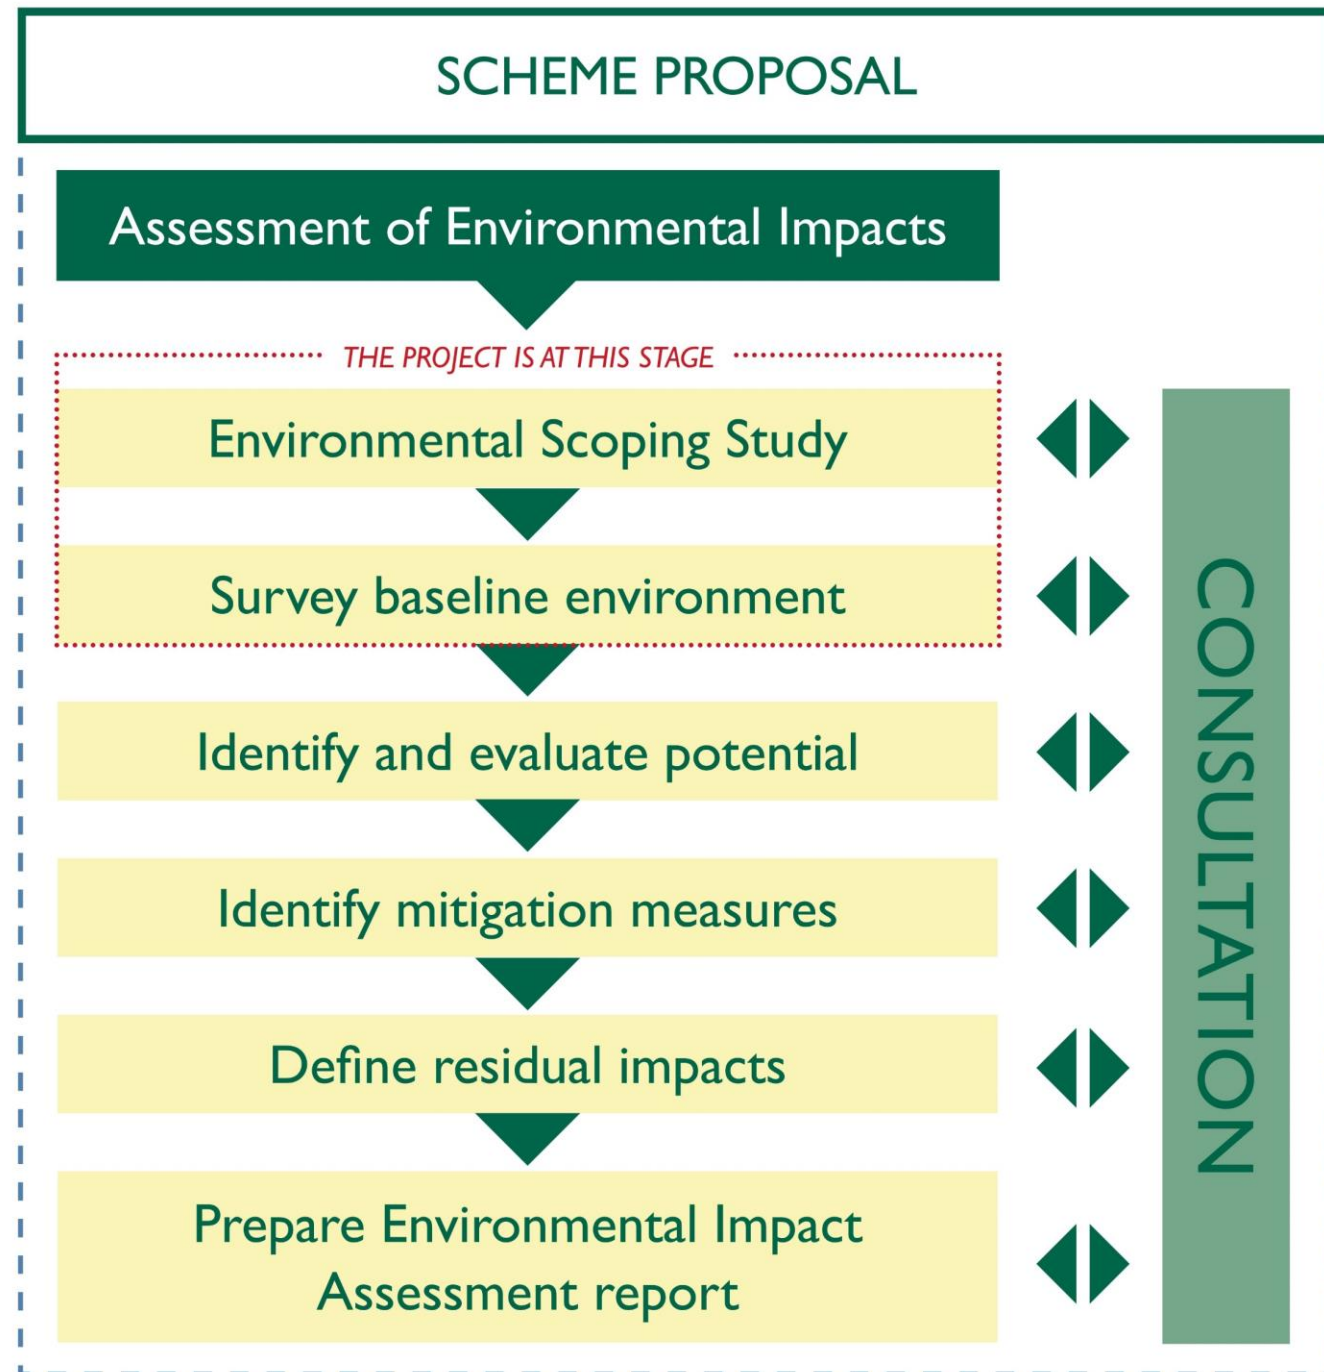 SCHEME PROPOSAL
Assessment of Environmental Impacts
THE PROJECT IS AT THIS STAGE
Environmental Scoping Study
Survey baseline environment
Identify and evaluate potential
Identify mitigation measures
Define residual impacts
Prepare Environmental Impact
Assessment report
CONSULTATION